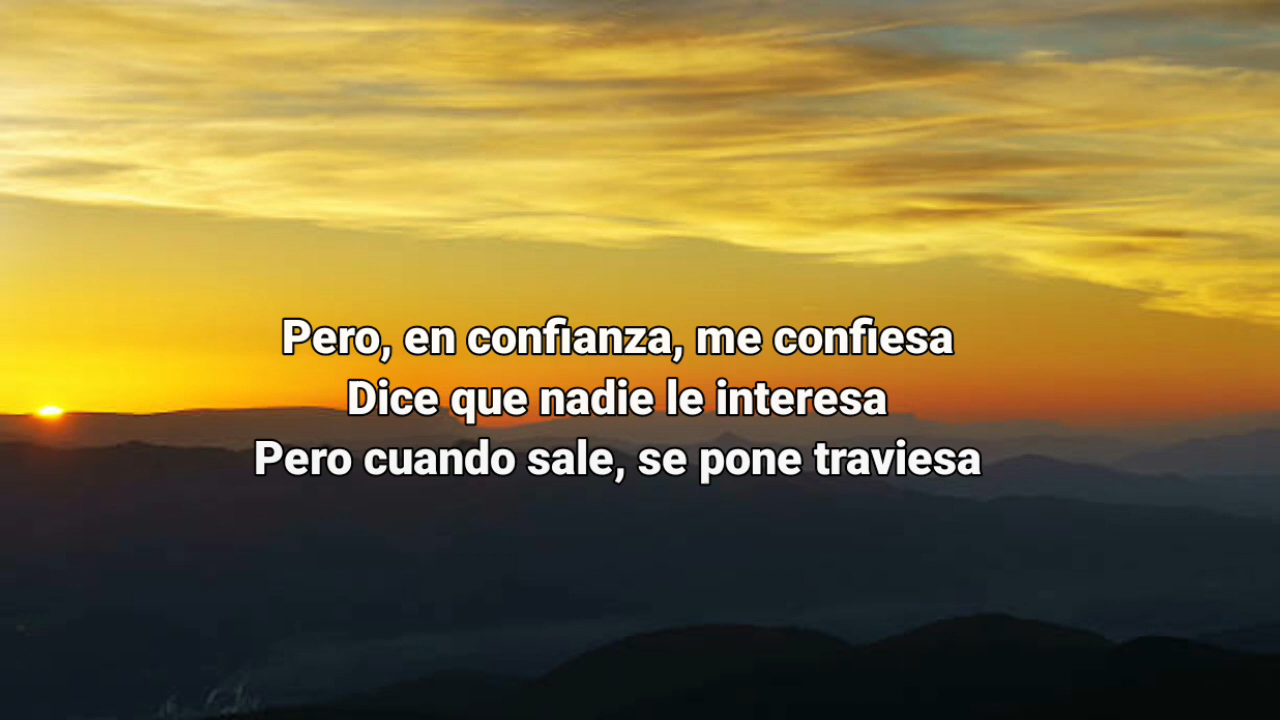 Pero, en confianza, me confiesa
Dice que nadie le interesa
Pero cuando sale, se pone traviesa